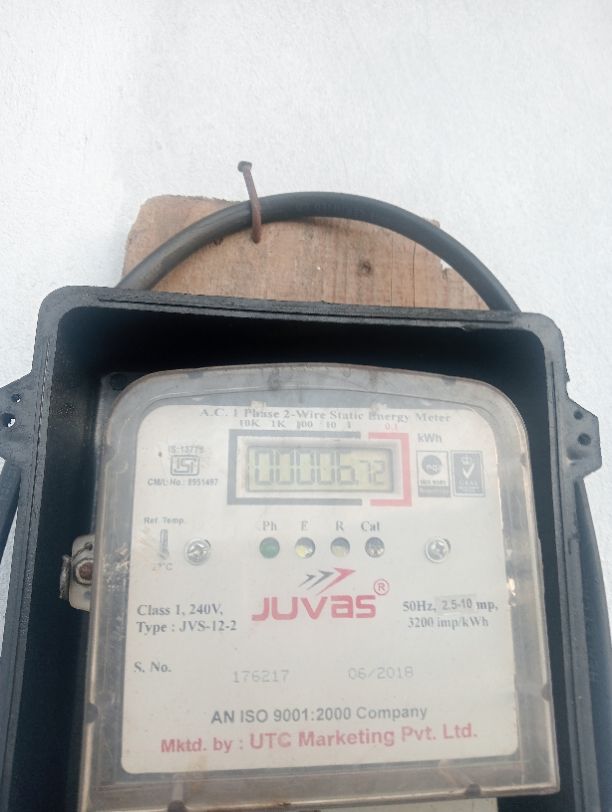 A.C. 1 Phase 2-Wire Static Energy Meter
10K 1K 100 10 1 0.1
kWh
IS:13779
ISI
CM/L:No.: 8551497
Ref. Temp.
27°C
Ph E R Cal
JUVAS®
Class 1, 240V,
Type : JVS-12-2
50Hz, 2.5-10 mp,
3200 imp/kWh
S. No.
176217 06/2018
AN ISO 9001:2000 Company
Mktd. by : UTC Marketing Pvt. Ltd.